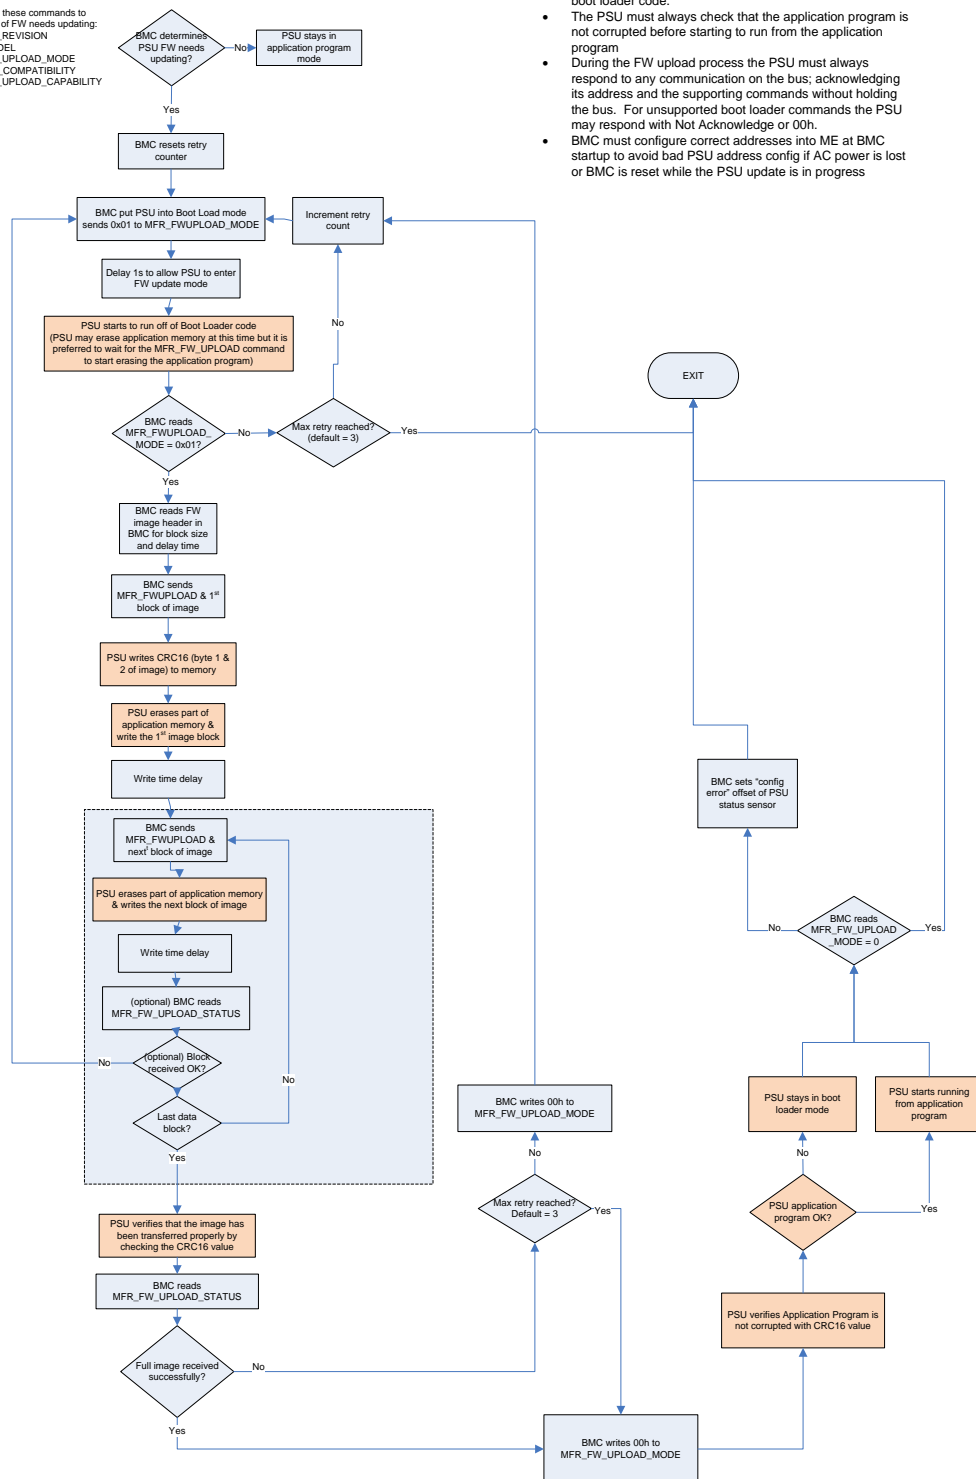 these commands to
of FW needs updating:
_REVISION
DEL
_UPLOAD_MODE
_COMPATIBILITY
_UPLOAD_CAPABILITY
boot loader code.
• The PSU must always check that the application program is
not corrupted before starting to run from the application
program
• During the FW upload process the PSU must always
respond to any communication on the bus; acknowledging
its address and the supporting commands without holding
the bus. For unsupported boot loader commands the PSU
may respond with Not Acknowledge or 00h.
• BMC must configure correct addresses into ME at BMC
startup to avoid bad PSU address config if AC power is lost
or BMC is reset while the PSU update is in progress
BMC determines
PSU FW needs
updating?
No
PSU stays in
application program
mode
Yes
BMC resets retry
counter
BMC put PSU into Boot Load mode
sends 0x01 to MFR_FWUPLOAD_MODE
Increment retry
count
Delay 1s to allow PSU to enter
FW update mode
No
PSU starts to run off of Boot Loader code
(PSU may erase application memory at this time but it is
preferred to wait for the MFR_FW_UPLOAD command
to start erasing the application program)
EXIT
BMC reads
MFR_FWUPLOAD_
MODE = 0x01?
No
Max retry reached?
(default = 3)
Yes
Yes
BMC reads FW
image header in
BMC for block size
and delay time
BMC sends
MFR_FWUPLOAD & 1st
block of image
PSU writes CRC16 (byte 1 &
2 of image) to memory
PSU erases part of
application memory &
write the 1st image block
Write time delay
BMC sets "config
error" offset of PSU
status sensor
BMC sends
MFR_FWUPLOAD &
next block of image
PSU erases part of application memory
& writes the next block of image
Write time delay
(optional) BMC reads
MFR_FW_UPLOAD_STATUS
(optional) Block
received OK?
No
No
Last data
block?
Yes
BMC reads
MFR_FW_UPLOAD
_MODE = 0
No
Yes
BMC writes 00h to
MFR_FW_UPLOAD_MODE
PSU stays in boot
loader mode
PSU starts running
from application
program
No
Max retry reached?
Default = 3
Yes
No
PSU application
program OK?
Yes
PSU verifies that the image has
been transferred properly by
checking the CRC16 value
BMC reads
MFR_FW_UPLOAD_STATUS
PSU verifies Application Program is
not corrupted with CRC16 value
Full image received
successfully?
No
Yes
BMC writes 00h to
MFR_FW_UPLOAD_MODE